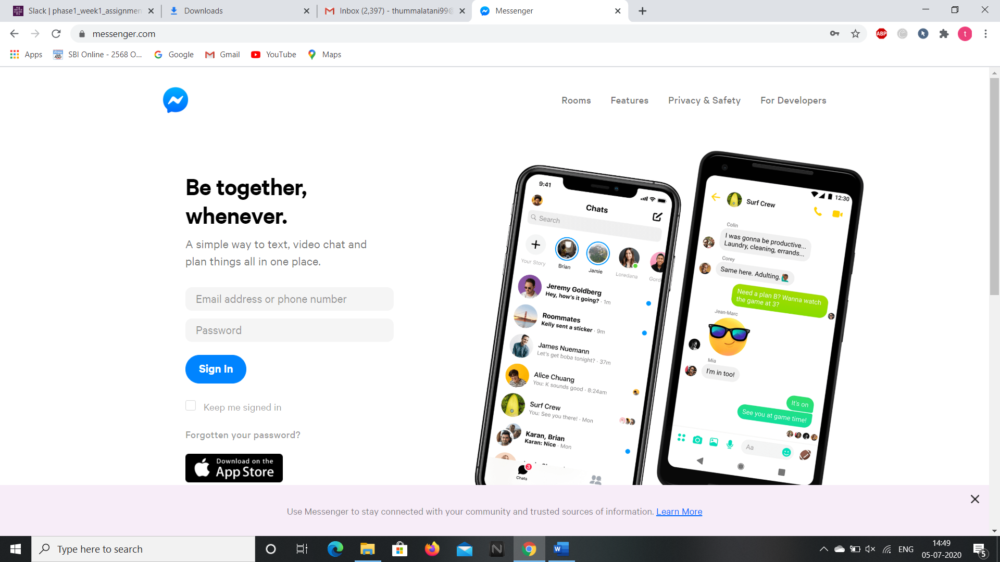 Slack | phase1_week1_assignmen
Downloads
Inbox (2,397) - thummalatani99@
Messenger
messenger.com
ABP
t
Apps
SBI Online - 2568 O...
Google
Gmail
YouTube
Maps
Rooms
Features
Privacy & Safety
For Developers
Be together,
whenever.
A simple way to text, video chat and
plan things all in one place.
Email address or phone number
Password
Sign In
Keep me signed in
Forgotten your password?
Download on the
App Store
9:41
Chats
Search
Your Story
Brian
Jamie
Loredana
Gord
Jeremy Goldberg
Hey, how's it going? · 1m
Roommates
Kelly sent a sticker · 9m
James Nuemann
Let's get boba tonight? · 37m
Alice Chuang
You: K sounds good · 8:24am
Surf Crew
You: See you there! · Mon
Karan, Brian
Karan: Nice · Mon
3
Chats
12:30
Surf Crew
Colin
I was gonna be productive...
Laundry, cleaning, errands...
Corey
Same here. Adulting.
Need a plan B? Wanna watch
the game at 3?
Jean-Marc
Mia
I'm in too!
It's on
See you at game time!
Aa
Use Messenger to stay connected with your community and trusted sources of information. Learn More
Type here to search
ENG
14:49
05-07-2020
5